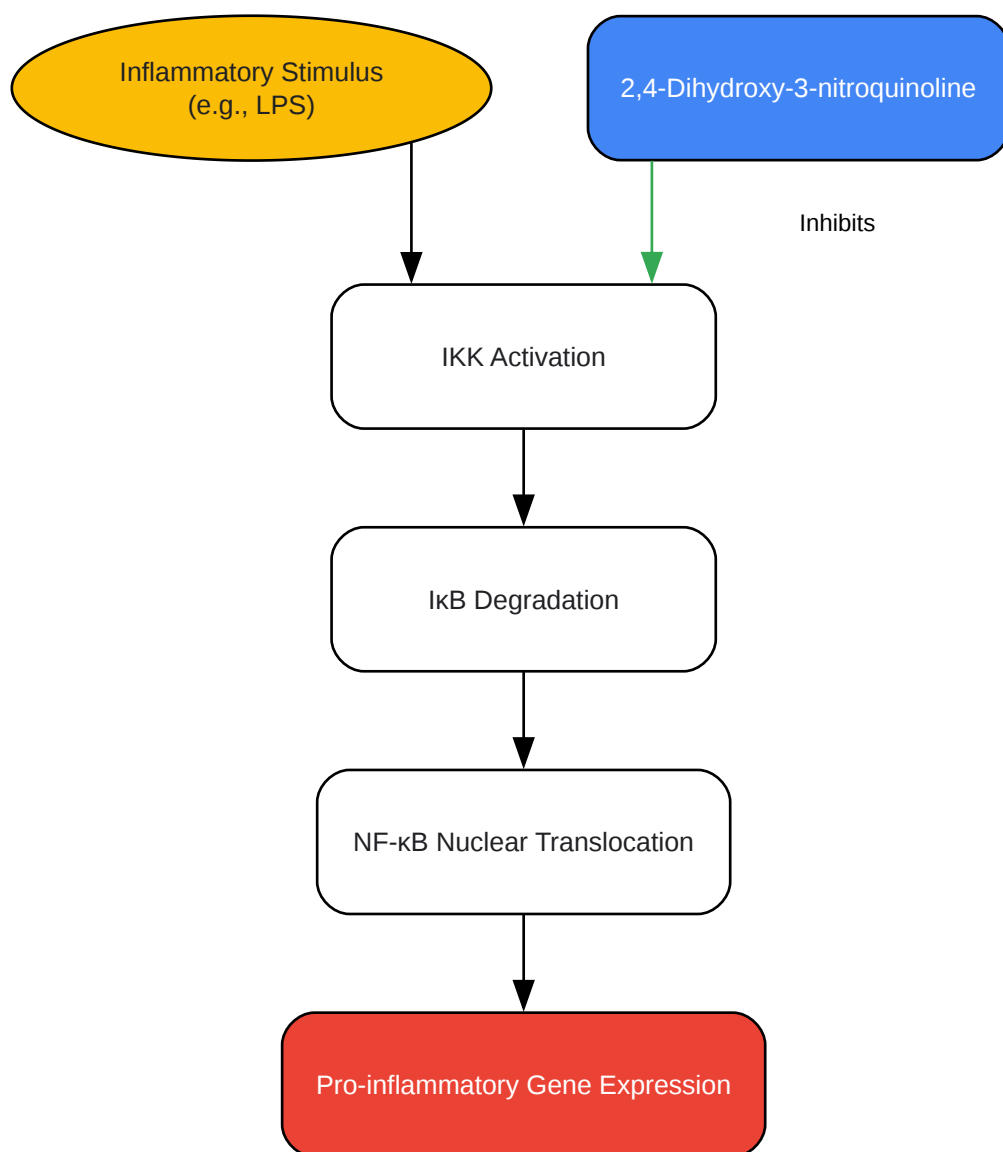 Inflammatory Stimulus
(e.g., LPS)
2,4-Dihydroxy-3-nitroquinoline
Inhibits
IKK Activation
IκB Degradation
NF-κB Nuclear Translocation
Pro-inflammatory Gene Expression